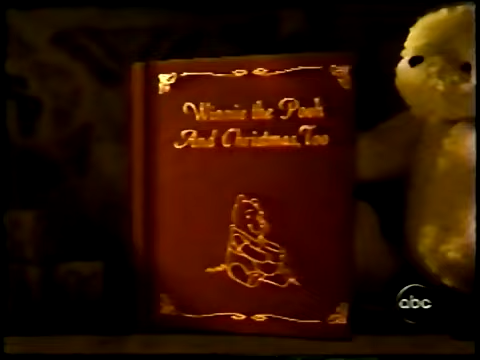 Winnie the Pooh
And Christmas, Too
abc